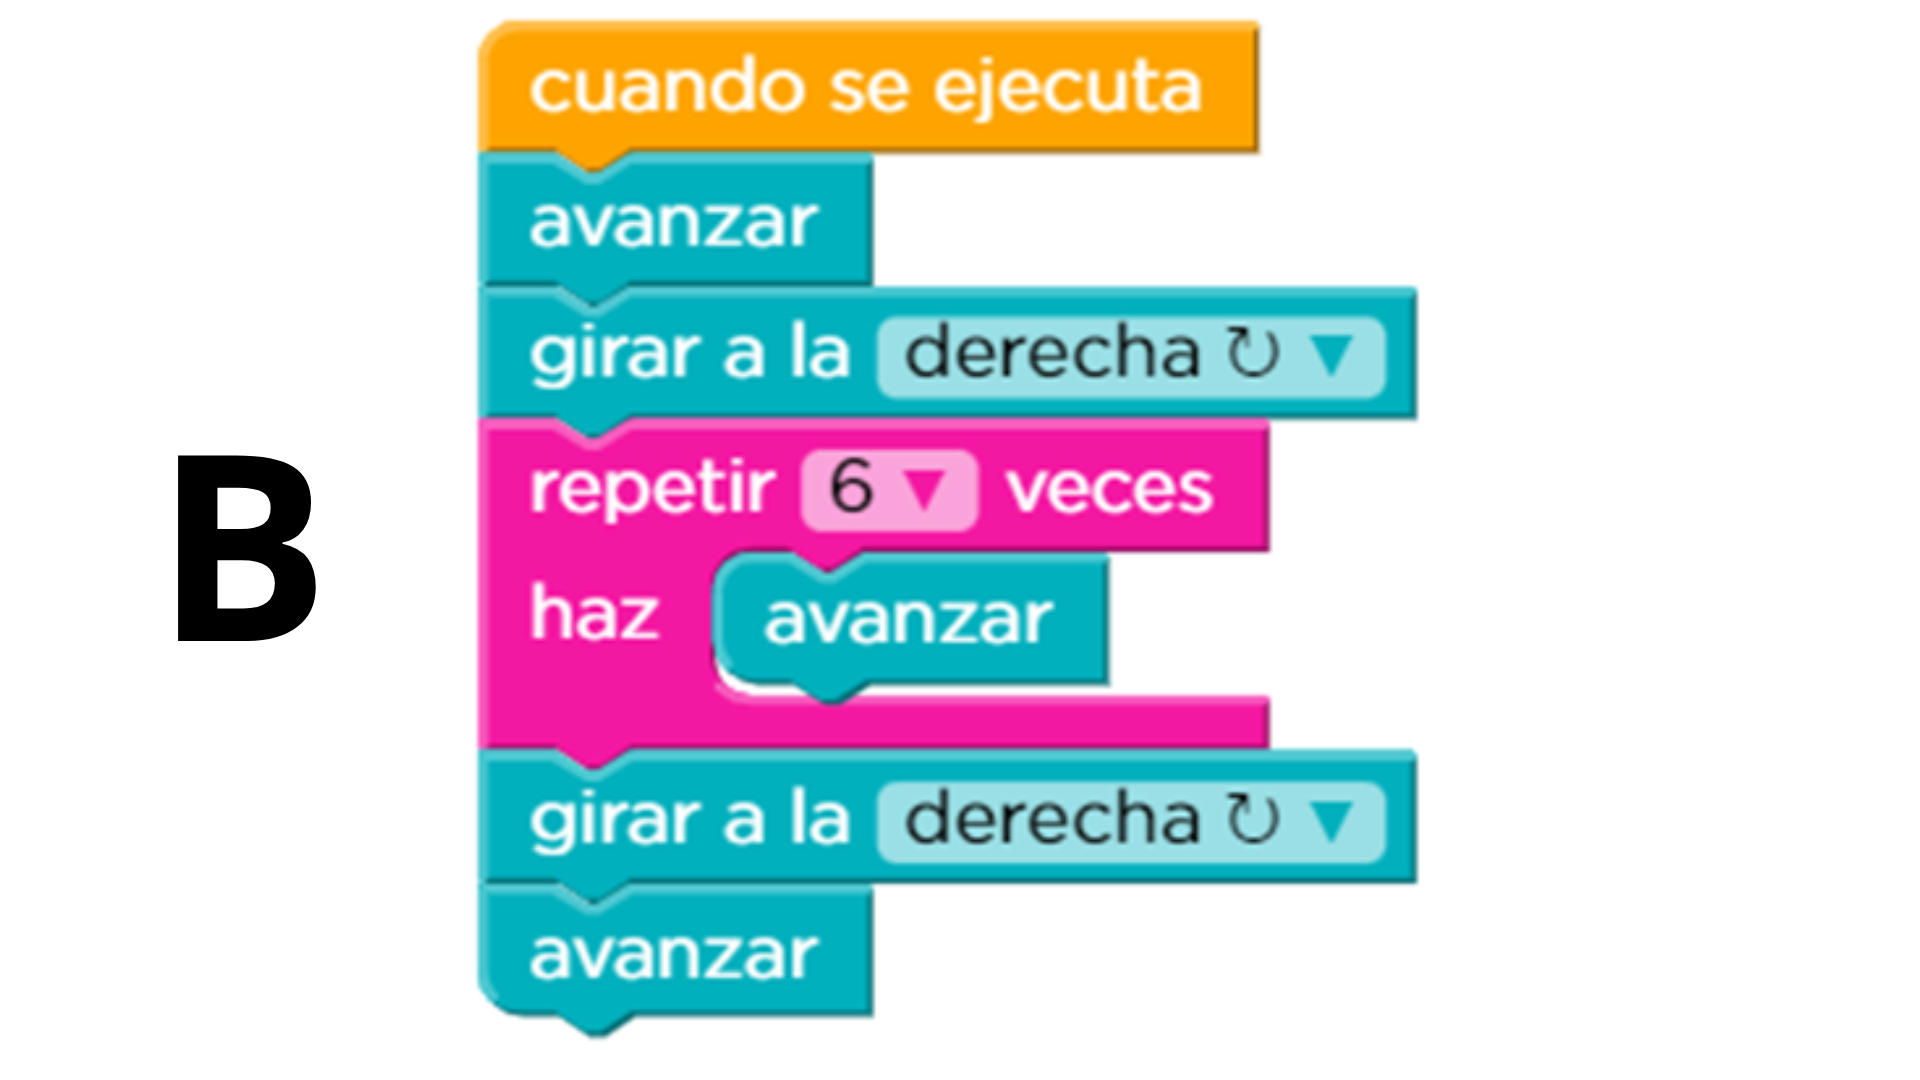 cuando se ejecuta
avanzar
girar a la derecha ↻ ▼
repetir 6 ▼ veces
B
haz avanzar
girar a la derecha ↻ ▼
avanzar